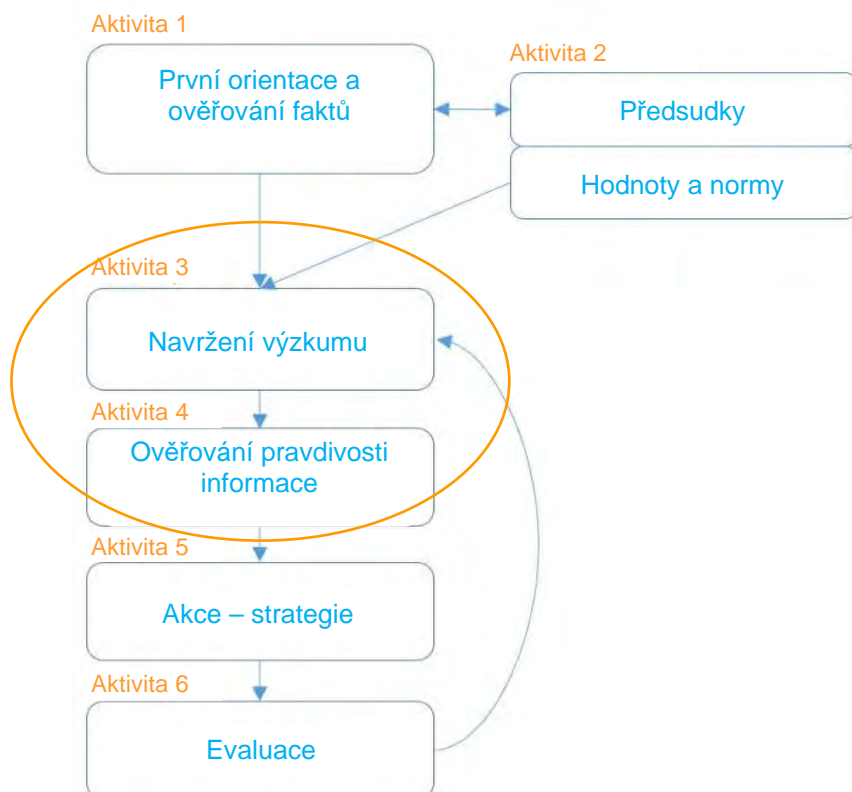 Aktivita 1
První orientace a
ověřování faktů
Aktivita 2
Předsudky
Hodnoty a normy
Aktivita 3
Navržení výzkumu
Aktivita 4
Ověřování pravdivosti
informace
Aktivita 5
Akce – strategie
Aktivita 6
Evaluace